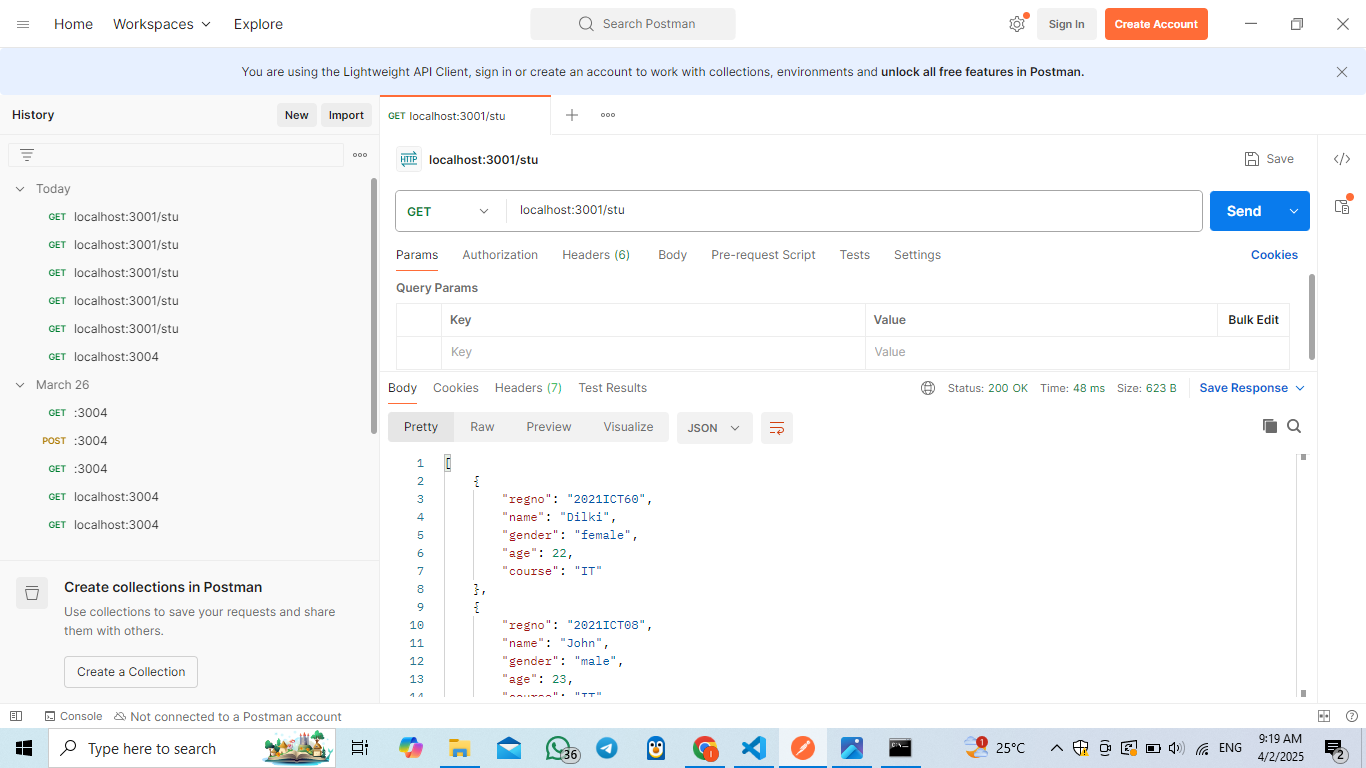 Home Workspaces Explore Search Postman Sign In Create Account
You are using the Lightweight API Client, sign in or create an account to work with collections, environments and unlock all free features in Postman.
History New Import
GET localhost:3001/stu
HTTP localhost:3001/stu Save
Today
GET localhost:3001/stu
GET localhost:3001/stu
GET localhost:3001/stu
GET localhost:3001/stu
GET localhost:3001/stu
GET localhost:3004
March 26
GET :3004
POST :3004
GET :3004
GET localhost:3004
GET localhost:3004
Create collections in Postman
Use collections to save your requests and share
them with others.
Create a Collection
GET localhost:3001/stu Send
Params Authorization Headers (6) Body Pre-request Script Tests Settings Cookies
Query Params
Key Value Bulk Edit
Key Value
Body Cookies Headers (7) Test Results Status: 200 OK Time: 48 ms Size: 623 B Save Response
Pretty Raw Preview Visualize JSON
1 [
2 {
3 "regno": "2021ICT60",
4 "name": "Dilki",
5 "gender": "female",
6 "age": 22,
7 "course": "IT"
8 },
9 {
10 "regno": "2021ICT08",
11 "name": "John",
12 "gender": "male",
13 "age": 23,
14 "course": "IT"
Console Not connected to a Postman account
Type here to search 36 1 25°C ENG 9:19 AM
4/2/2025 2